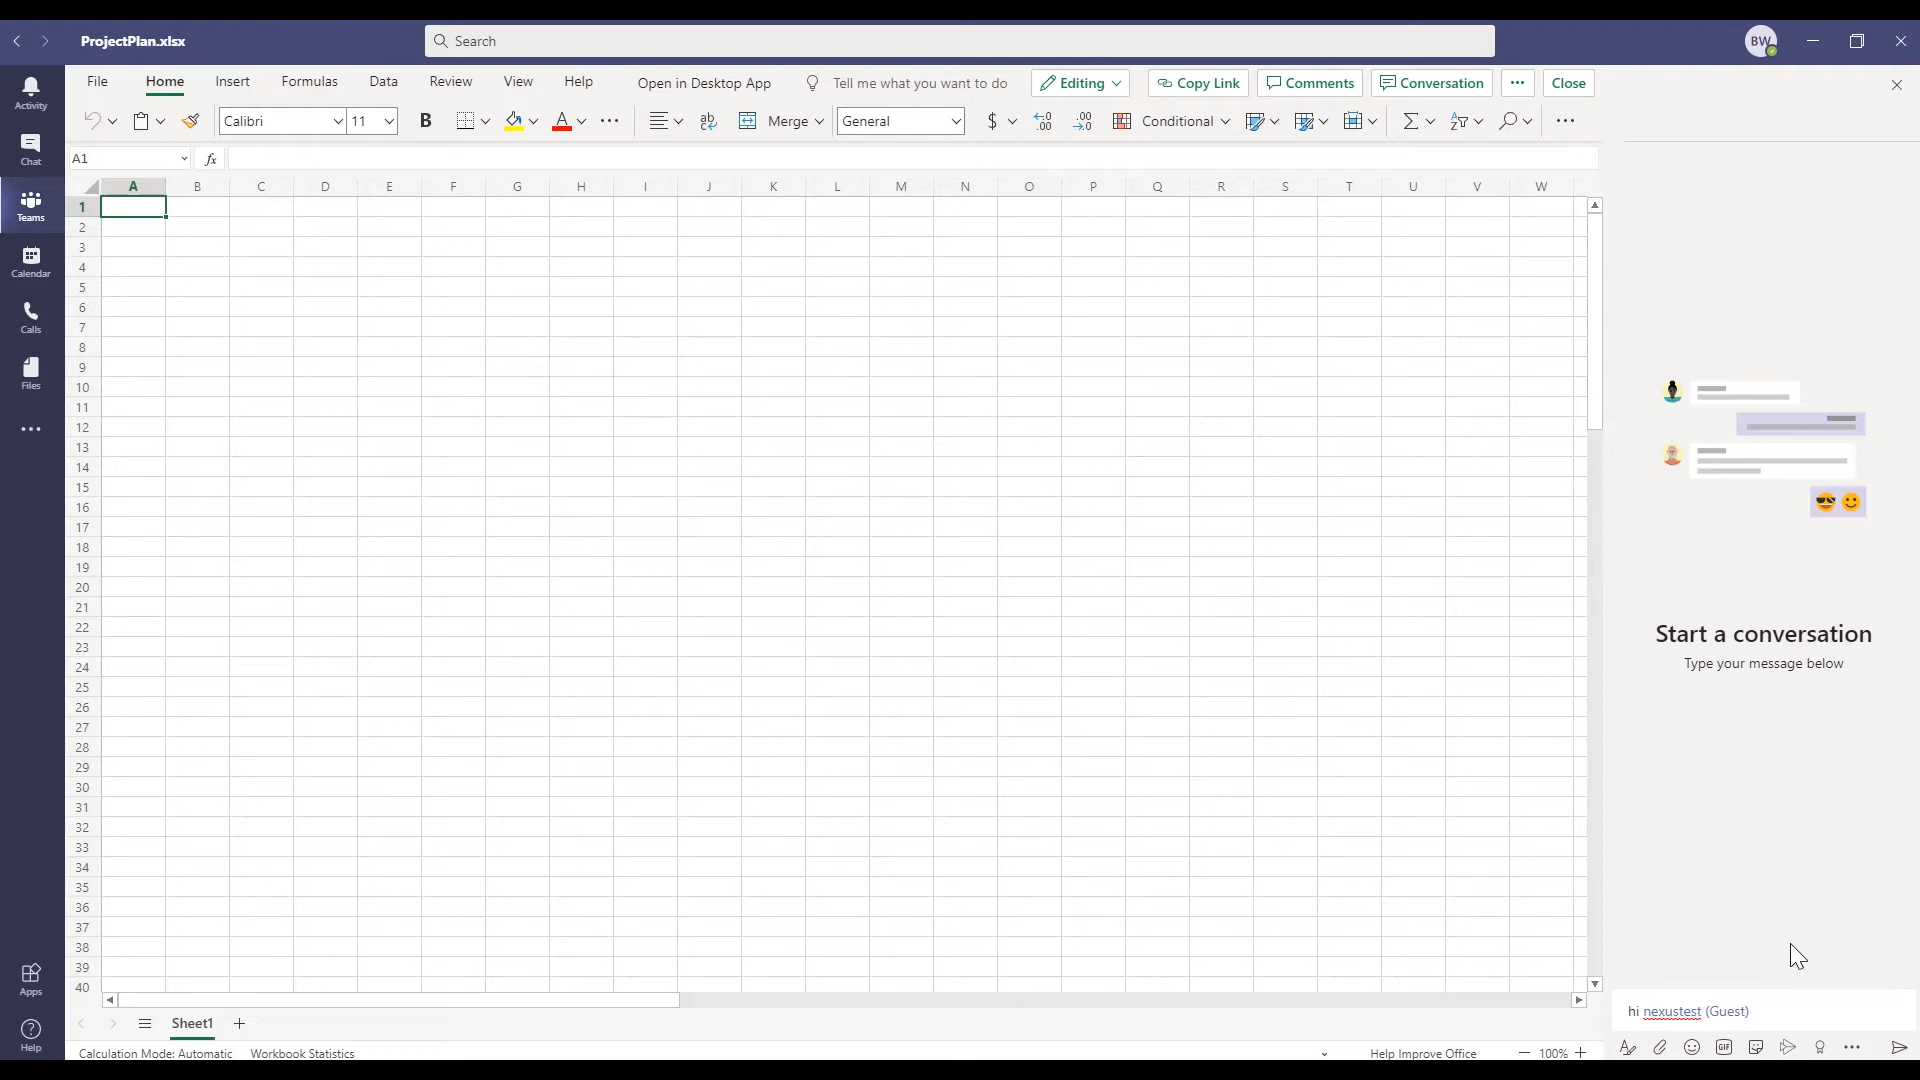 ProjectPlan.xlsx
Search
BW
Activity
Chat
Teams
Calendar
Calls
Files
Apps
Help
File Home Insert Formulas Data Review View Help Open in Desktop App Tell me what you want to do Editing Copy Link Comments Conversation ... Close
Calibri 11 B A ... ab Merge General $ .00 .00 Conditional ...
A1 fx
A B C D E F G H I J K L M N O P Q R S T U V W
1
2
3
4
5
6
7
8
9
10
11
12
13
14
15
16
17
18
19
20
21
22
23
24
25
26
27
28
29
30
31
32
33
34
35
36
37
38
39
40
Sheet1
Calculation Mode: Automatic Workbook Statistics Help Improve Office 100%
Start a conversation
Type your message below
hi nexustest (Guest)
GIF